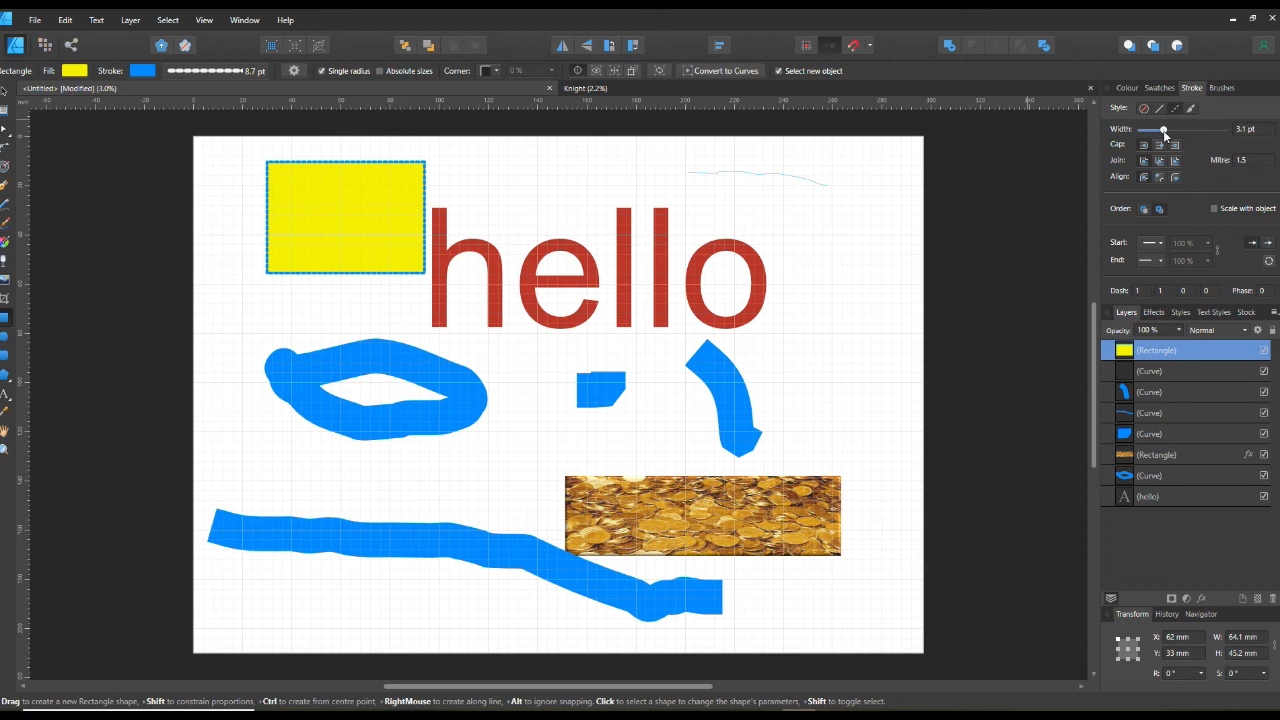 File Edit Text Layer Select View Window Help
Rectangle Fill: Stroke: 8.7 pt Single radius Absolute sizes Corner: 0 % Convert to Curves Select new object
<Untitled> [Modified] (3.0%) Knight (2.2%)
Colour Swatches Stroke Brushes
Style:
Width: 3.1 pt
Cap:
Join: Mitre: 1.5
Align:
Order: Scale with object
Start: 100 %
End: 100 %
Dash: 1 1 0 0 Phase: 0
Layers Effects Styles Text Styles Stock
Opacity: 100 % Normal
(Rectangle)
(Curve)
(Curve)
(Curve)
(Curve)
(Rectangle) fx
(Curve)
A (hello)
fx
Transform History Navigator
X: 62 mm W: 64.1 mm
Y: 33 mm H: 45.2 mm
R: 0 ° S: 0 °
hello
Drag to create a new Rectangle shape, +Shift to constrain proportions, +Ctrl to create from centre point, +RightMouse to create along line, +Alt to ignore snapping. Click to select a shape to change the shape's parameters, +Shift to toggle select.